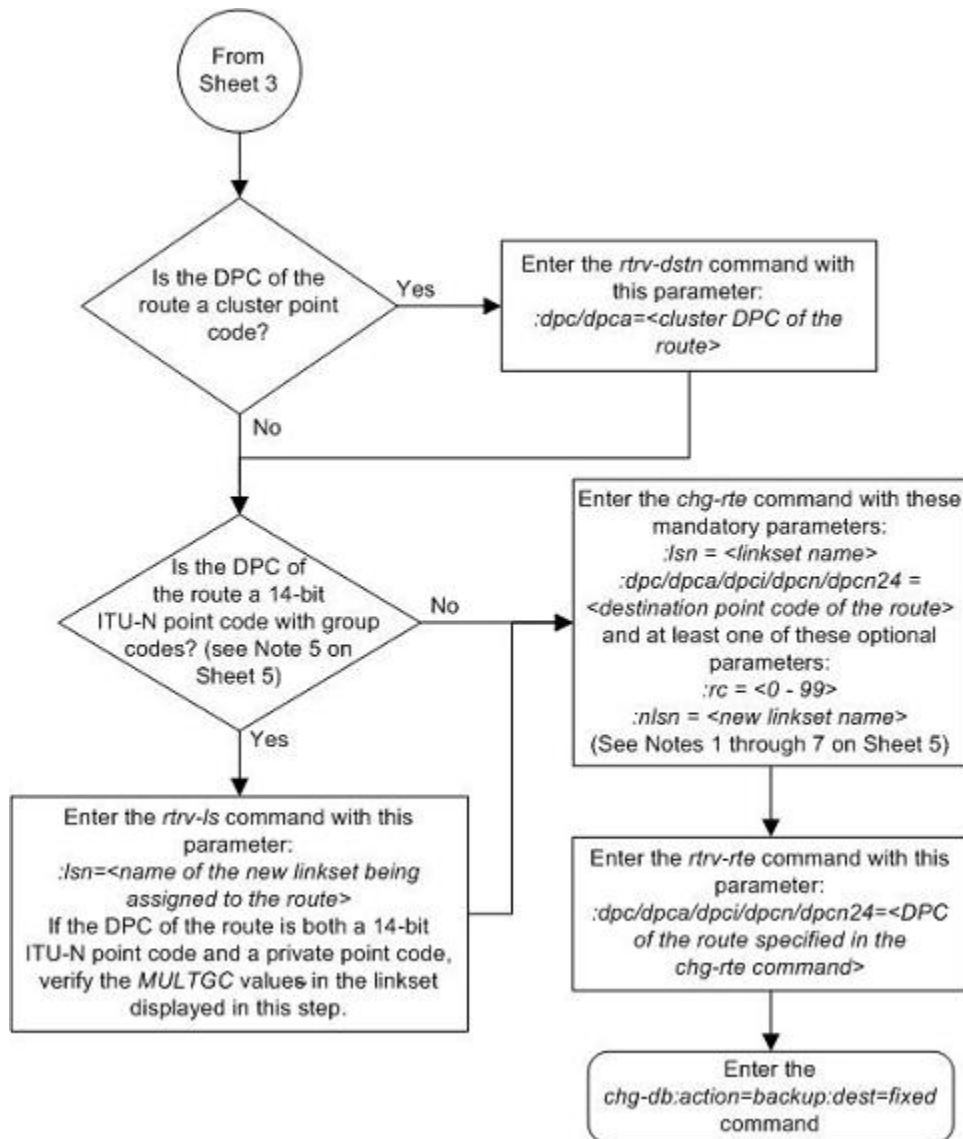 From
Sheet 3
Is the DPC of the
route a cluster point
code?
Yes
Enter the rtrv-dstn command with
this parameter:
:dpc/dpca=<cluster DPC of the
route>
No
Is the DPC of
the route a 14-bit
ITU-N point code with group
codes? (see Note 5 on
Sheet 5)
No
Yes
Enter the rtrv-ls command with this
parameter:
:lsn=<name of the new linkset being
assigned to the route>
If the DPC of the route is both a 14-bit
ITU-N point code and a private point code,
verify the MULTGC values in the linkset
displayed in this step.
Enter the chg-rte command with these
mandatory parameters:
:lsn = <linkset name>
:dpc/dpca/dpci/dpcn/dpcn24 =
<destination point code of the route>
and at least one of these optional
parameters:
:rc = <0 - 99>
:nlsn = <new linkset name>
(See Notes 1 through 7 on Sheet 5)
Enter the rtrv-rte command with this
parameter:
:dpc/dpca/dpci/dpcn/dpcn24=<DPC
of the route specified in the
chg-rte command>
Enter the
chg-db:action=backup:dest=fixed
command